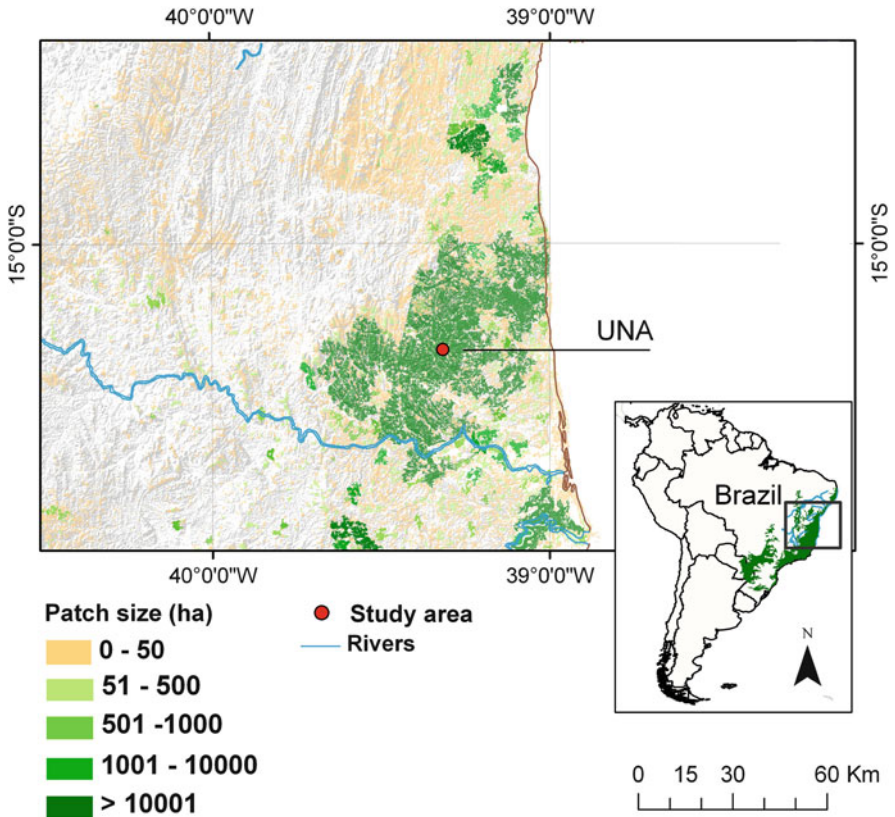 40°0'0"W 39°0'0"W
15°0'0"S
15°0'0"S
UNA
Brazil
N
40°0'0"W 39°0'0"W
Patch size (ha)
0 - 50
51 - 500
501 -1000
1001 - 10000
> 10001
Study area
Rivers
0 15 30 60 Km